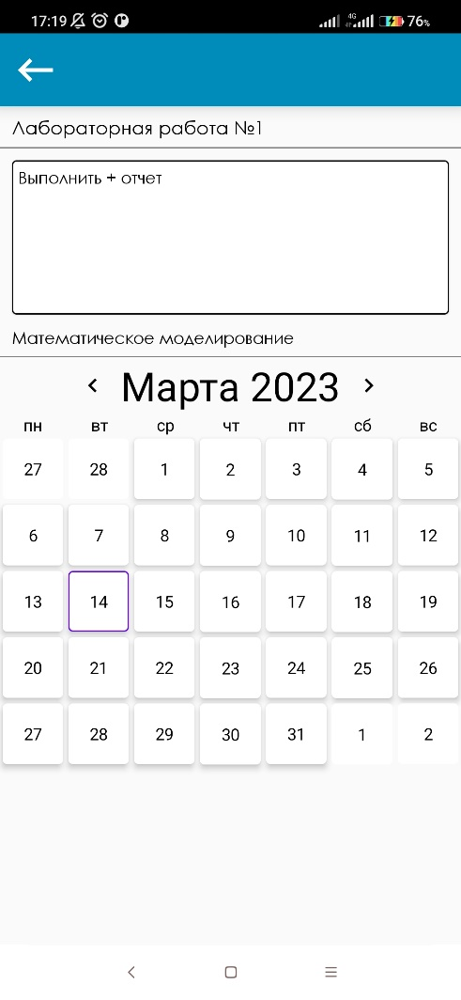 17:19 4G 76%
Лабораторная работа №1
Выполнить + отчет
Математическое моделирование
Марта 2023
пн вт ср чт пт сб вс
27 28 1 2 3 4 5
6 7 8 9 10 11 12
13 14 15 16 17 18 19
20 21 22 23 24 25 26
27 28 29 30 31 1 2